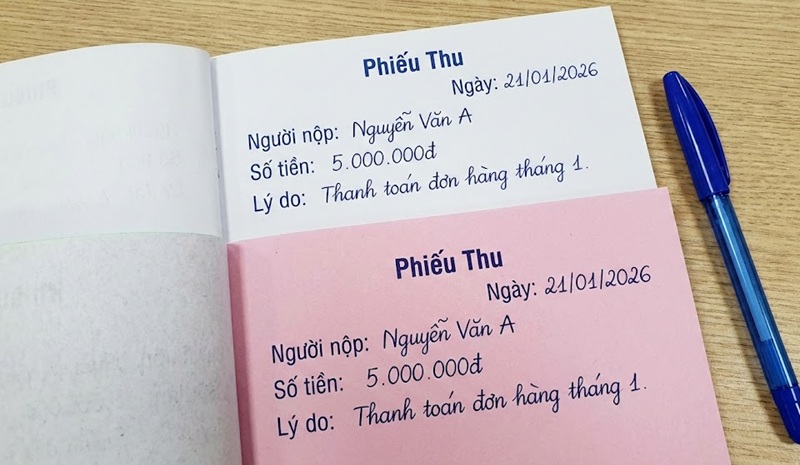 Phiếu Thu
Ngày: 21/01/2026
Người nộp: Nguyễn Văn A
Số tiền: 5.000.000đ
Lý do: Thanh toán đơn hàng tháng 1.
Phiếu Thu
Ngày: 21/01/2026
Người nộp: Nguyễn Văn A
Số tiền: 5.000.000đ
Lý do: Thanh toán đơn hàng tháng 1.